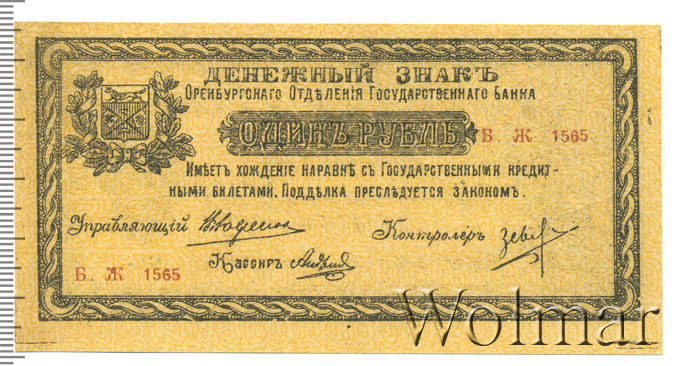 ДЕНЕЖНЫЙ ЗНАКЪ
ОРЕНБУРГСКАГО ОТДѢЛЕНІЯ ГОСУДАРСТВЕННАГО БАНКА
ОДИНЪ РУБЛЬ
Б. Ж 1565
ИМѢЕТЪ ХОЖДЕНІЕ НАРАВНѢ СЪ ГОСУДАРСТВЕННЫМИ КРЕДИТ-
НЫМИ БИЛЕТАМИ. ПОДДѢЛКА ПРЕСЛѢДУЕТСЯ ЗАКОНОМЪ.
Управляющій
Контролеръ
Кассиръ
Б. Ж 1565
Wolmar